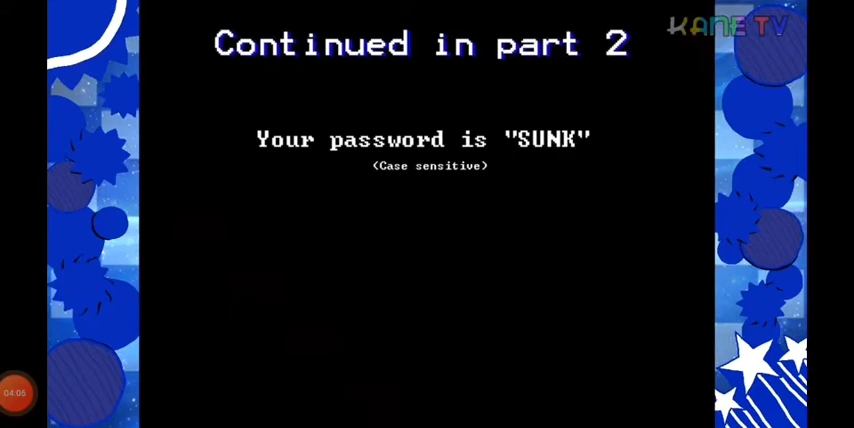 KANE TV
Continued in part 2
Your password is "SUNK"
(Case sensitive)
04:06